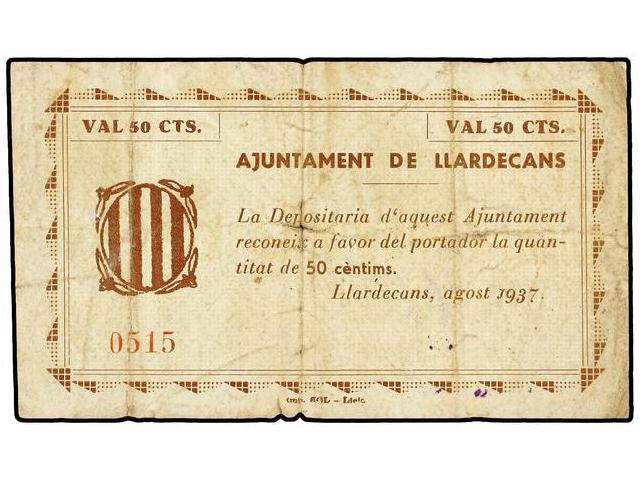 VAL 50 CTS. VAL 50 CTS.
AJUNTAMENT DE LLARDECANS
La Depositaria d'aquest Ajuntament
reconeix a favor del portador la quan-
titat de 50 cèntims.
Llardecans, agost 1937.
0515